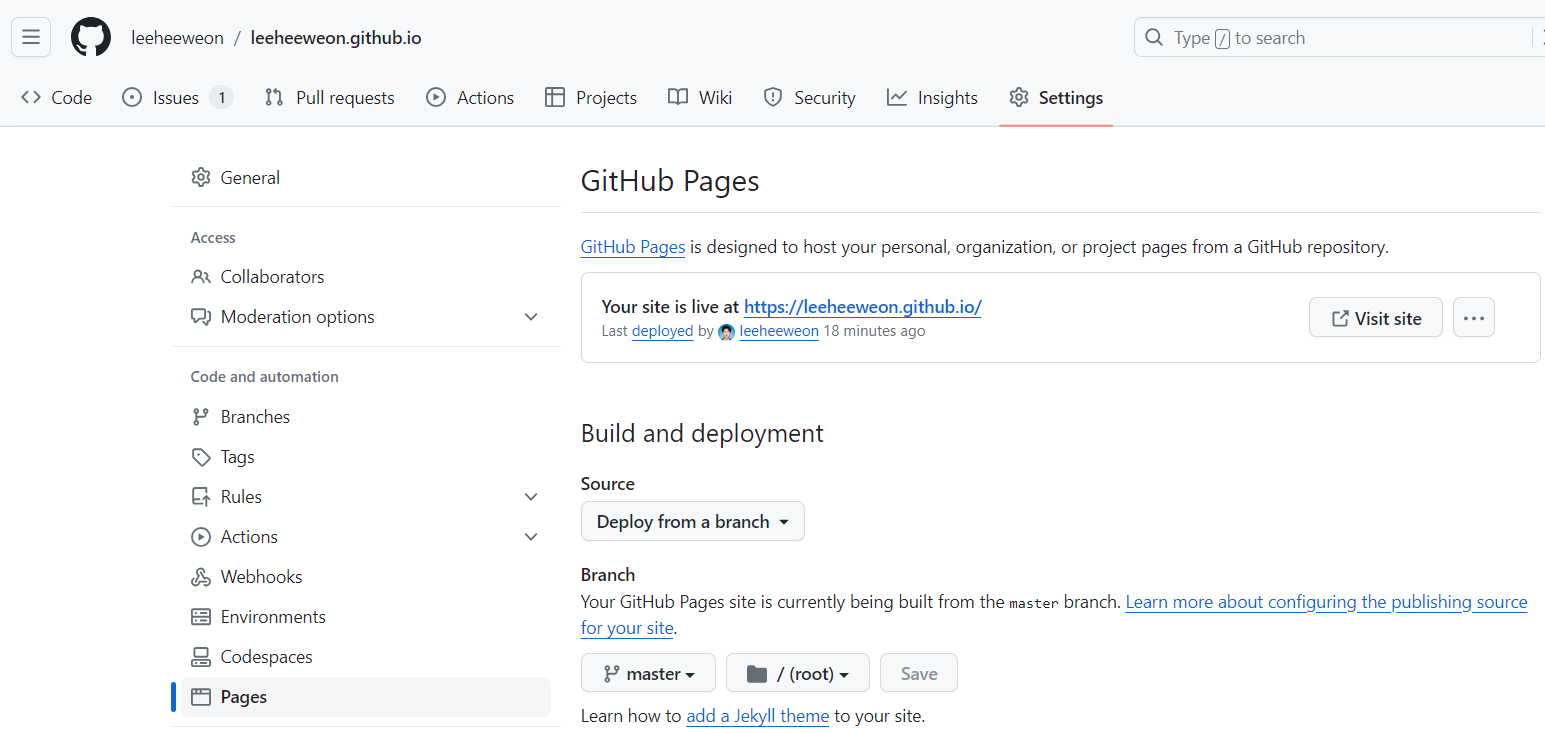 leeheeweon / leeheeweon.github.io
Type / to search
Code Issues 1 Pull requests Actions Projects Wiki Security Insights Settings
General
Access
Collaborators
Moderation options
Code and automation
Branches
Tags
Rules
Actions
Webhooks
Environments
Codespaces
Pages
GitHub Pages
GitHub Pages is designed to host your personal, organization, or project pages from a GitHub repository.
Your site is live at https://leeheeweon.github.io/
Last deployed by leeheeweon 18 minutes ago
Visit site
Build and deployment
Source
Deploy from a branch
Branch
Your GitHub Pages site is currently being built from the master branch. Learn more about configuring the publishing source
for your site.
master / (root) Save
Learn how to add a Jekyll theme to your site.